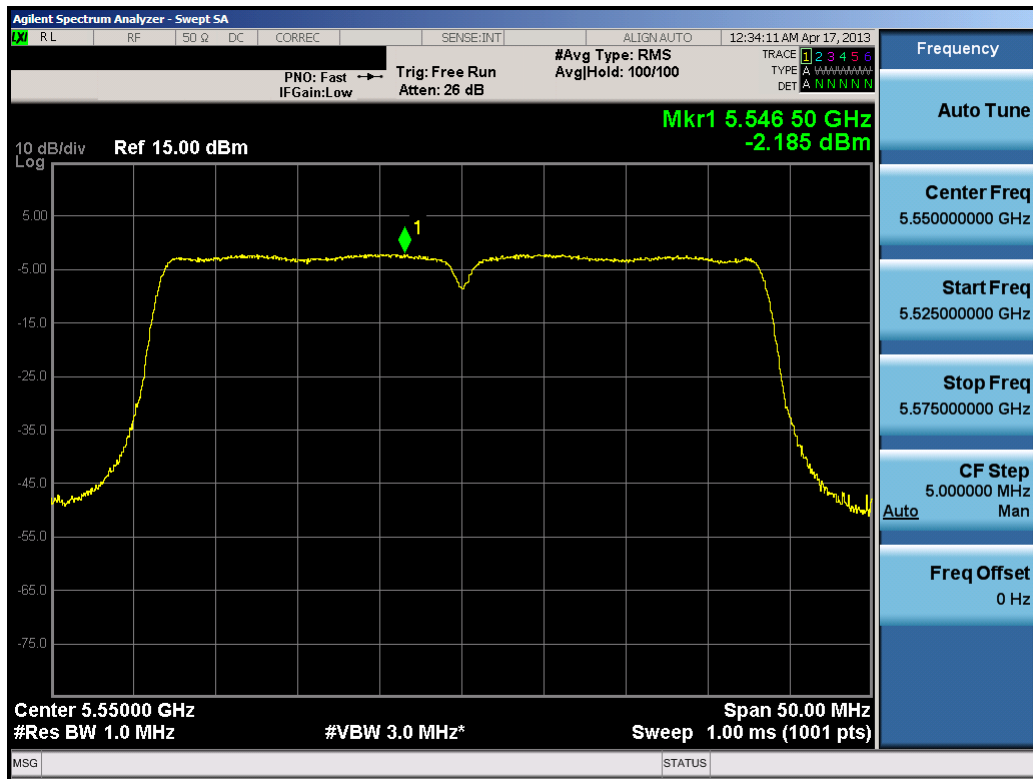 Agilent Spectrum Analyzer - Swept SA
LXI RL RF 50 Ω DC CORREC SENSE:INT ALIGN AUTO 12:34:11 AM Apr 17, 2013
PNO: Fast
IFGain:Low
Trig: Free Run
Atten: 26 dB
#Avg Type: RMS
Avg|Hold: 100/100
TRACE 1 2 3 4 5 6
TYPE A WWWWW
DET A N N N N N
Mkr1 5.546 50 GHz
-2.185 dBm
10 dB/div Ref 15.00 dBm
Log
5.00
-5.00
-15.0
-25.0
-35.0
-45.0
-55.0
-65.0
-75.0
1
Center 5.55000 GHz Span 50.00 MHz
#Res BW 1.0 MHz #VBW 3.0 MHz* Sweep 1.00 ms (1001 pts)
MSG STATUS
Frequency
Auto Tune
Center Freq
5.550000000 GHz
Start Freq
5.525000000 GHz
Stop Freq
5.575000000 GHz
CF Step
5.000000 MHz
Auto Man
Freq Offset
0 Hz